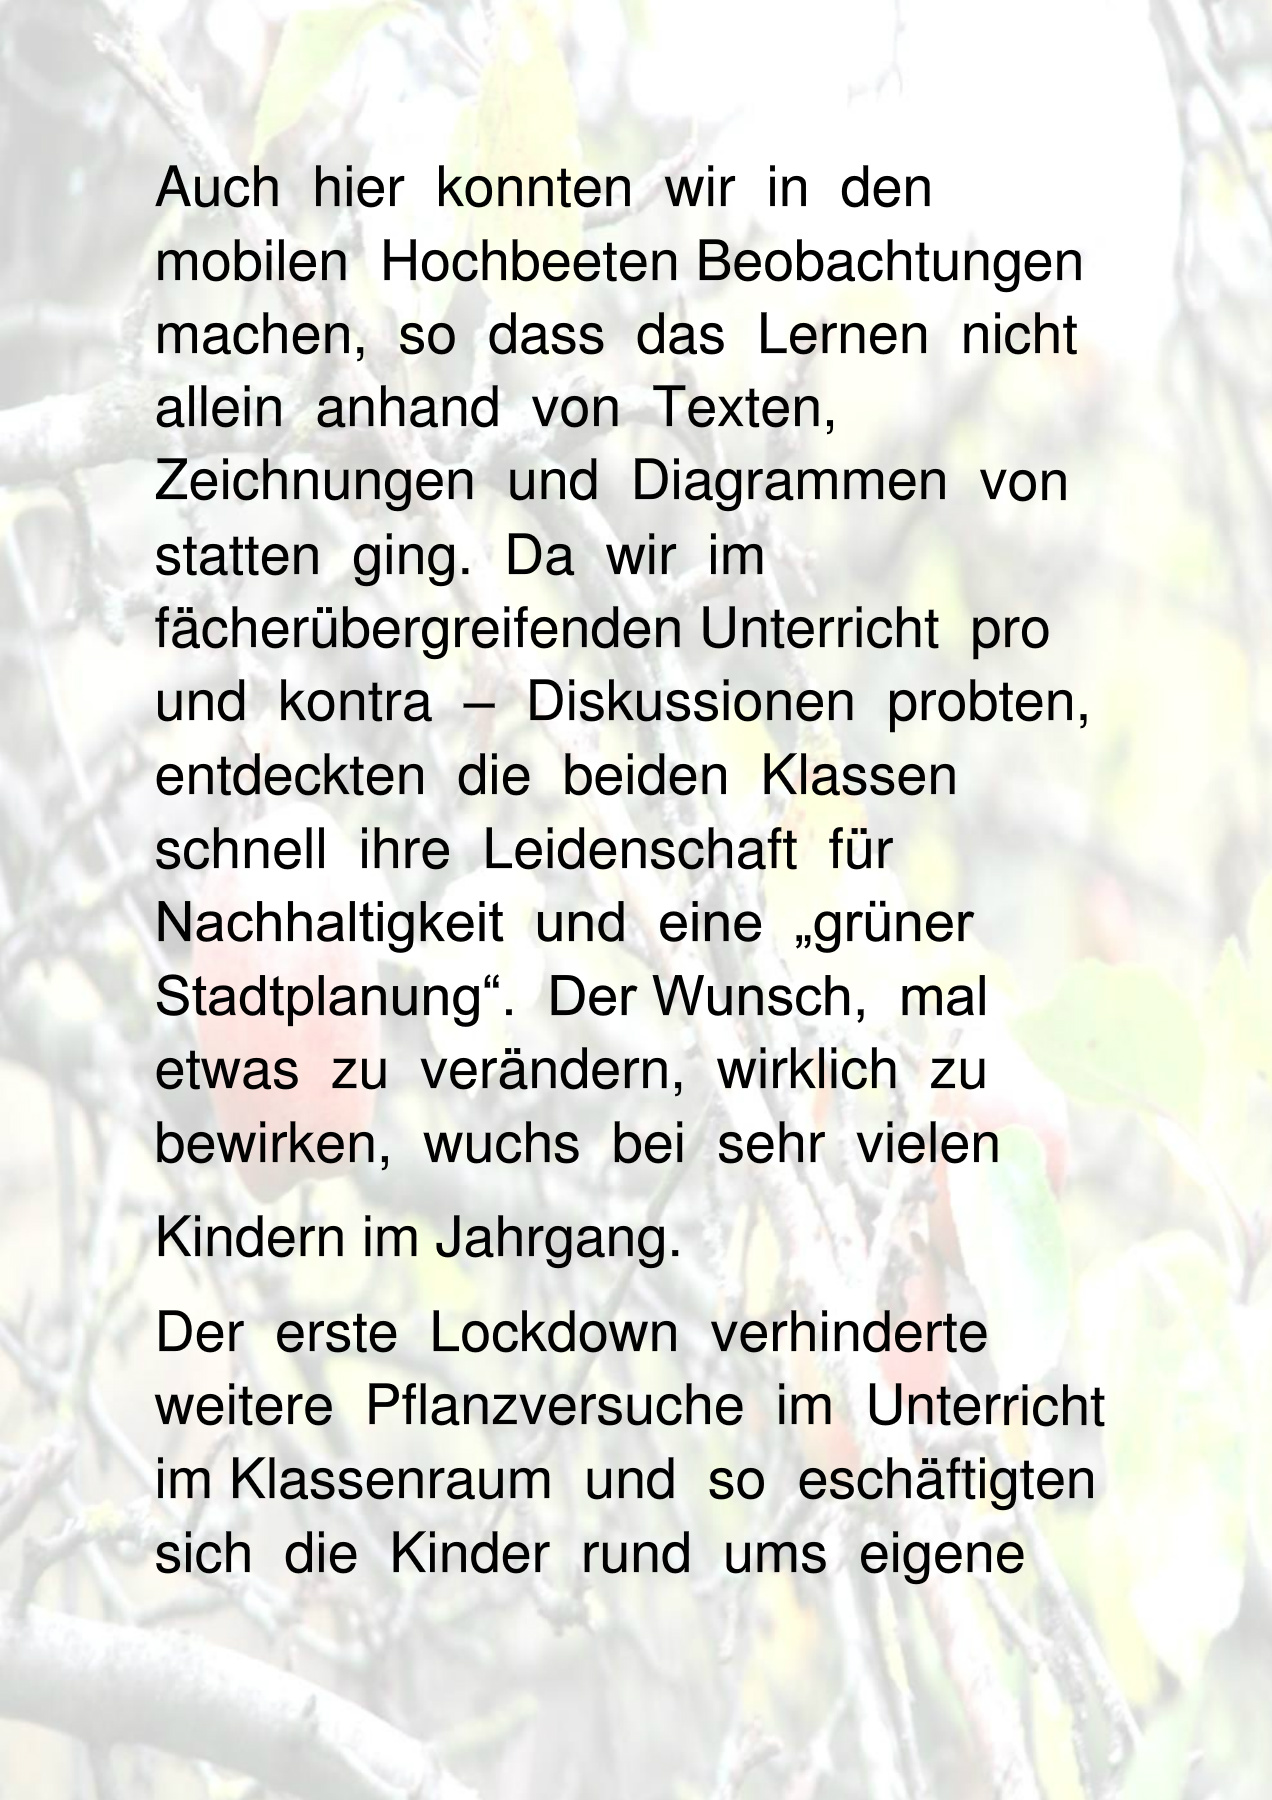 Auch hier konnten wir in den
mobilen Hochbeeten Beobachtungen
machen, so dass das Lernen nicht
allein anhand von Texten,
Zeichnungen und Diagrammen von
statten ging. Da wir im
fächerübergreifenden Unterricht pro
und kontra – Diskussionen probten,
entdeckten die beiden Klassen
schnell ihre Leidenschaft für
Nachhaltigkeit und eine „grüner
Stadtplanung“. Der Wunsch, mal
etwas zu verändern, wirklich zu
bewirken, wuchs bei sehr vielen
Kindern im Jahrgang.
Der erste Lockdown verhinderte
weitere Pflanzversuche im Unterricht
im Klassenraum und so eschäftigten
sich die Kinder rund ums eigene